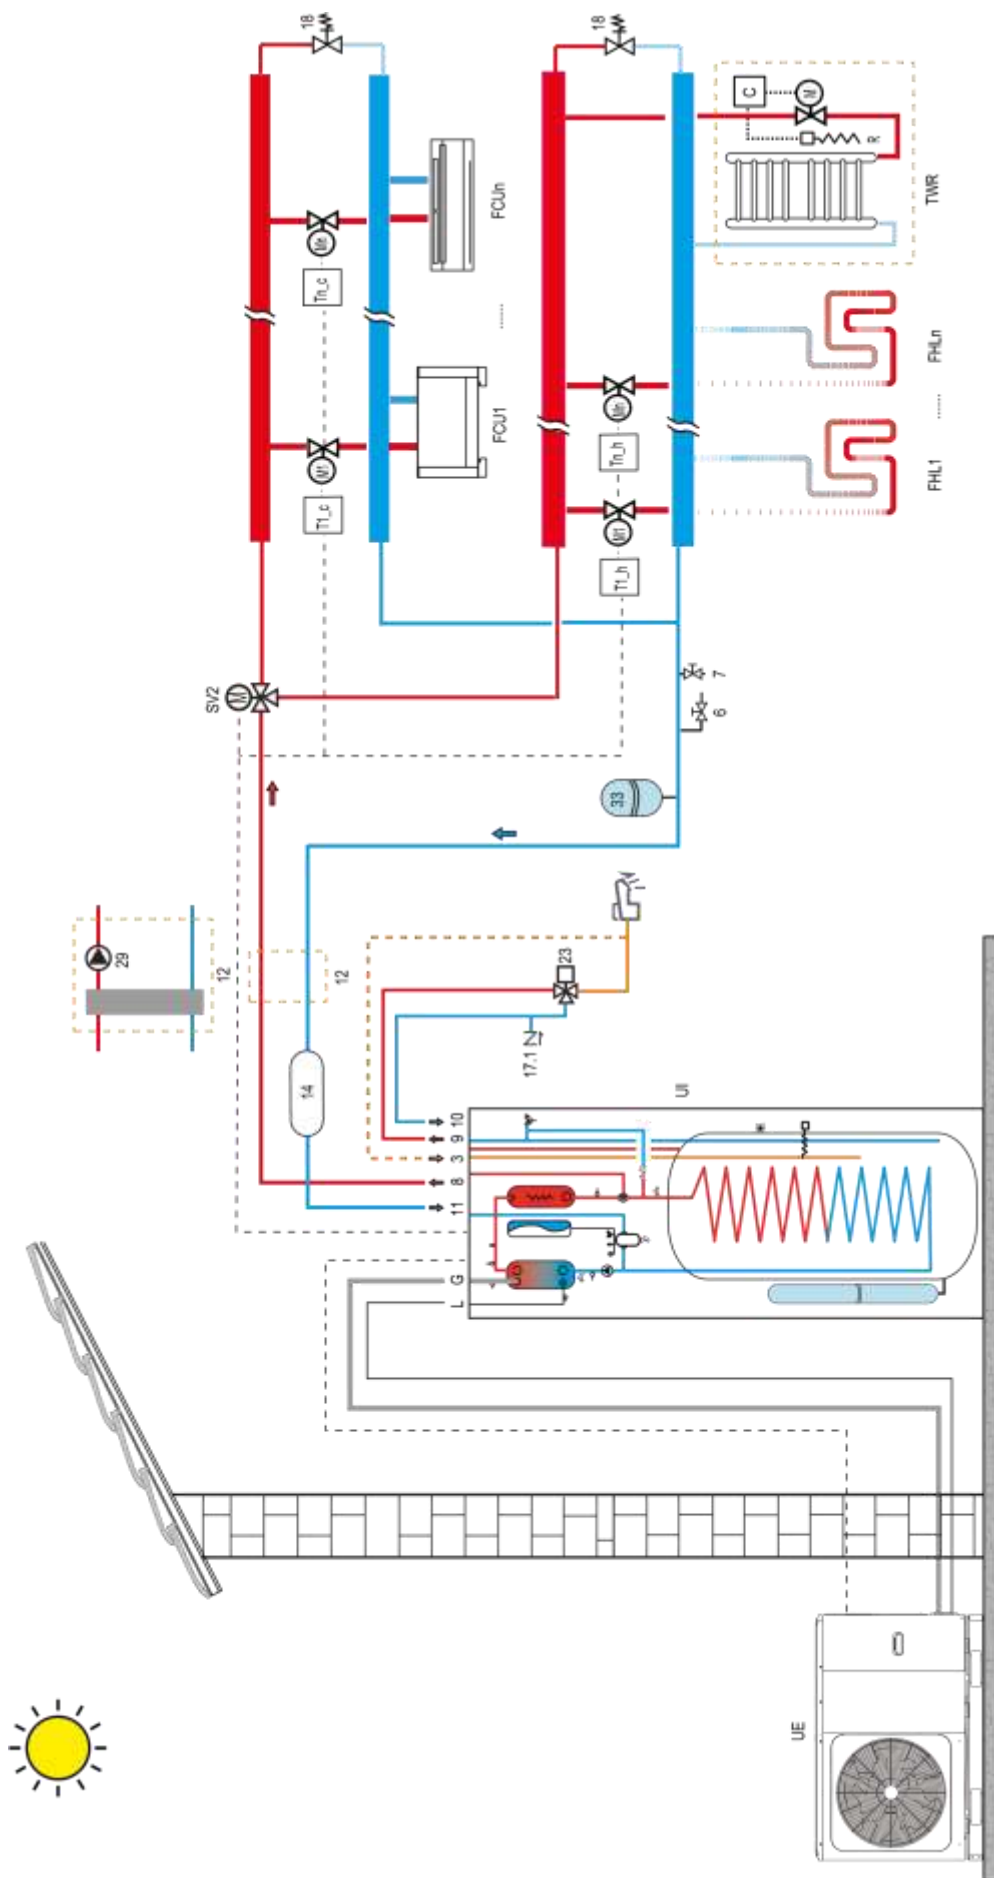 18
18
FCUn
Mn
Tn_c
C
M
R
TWR
FCU1
M1
T1_c
Mn
Tn_h
M1
T1_h
FHLn
FHL1
......
......
SV2
M
7
6
33
29
12
12
14
23
17.1
UI
10
9
3
8
11
G
L
UE